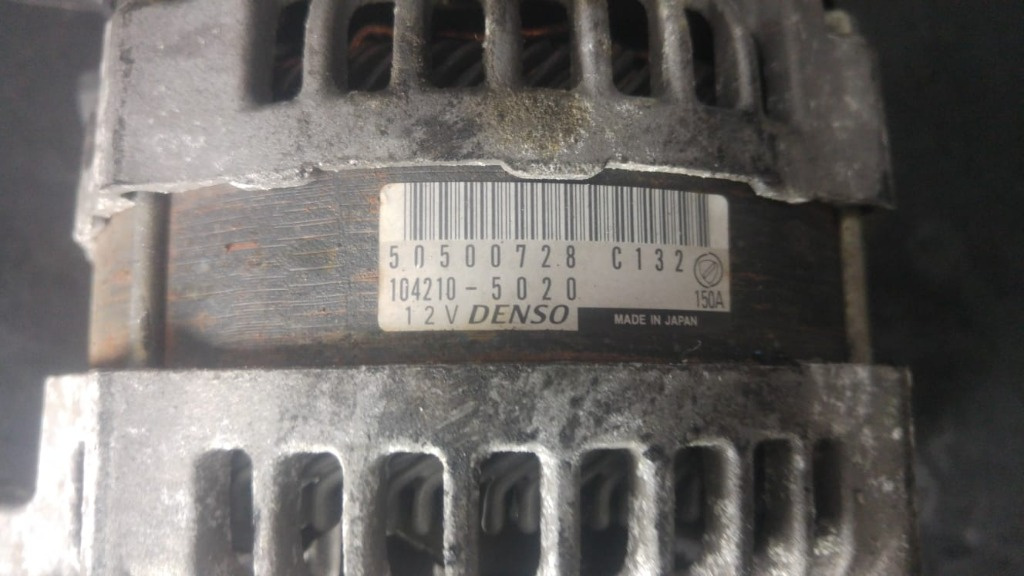 50500728 C132
104210-5020 150A
12V DENSO MADE IN JAPAN